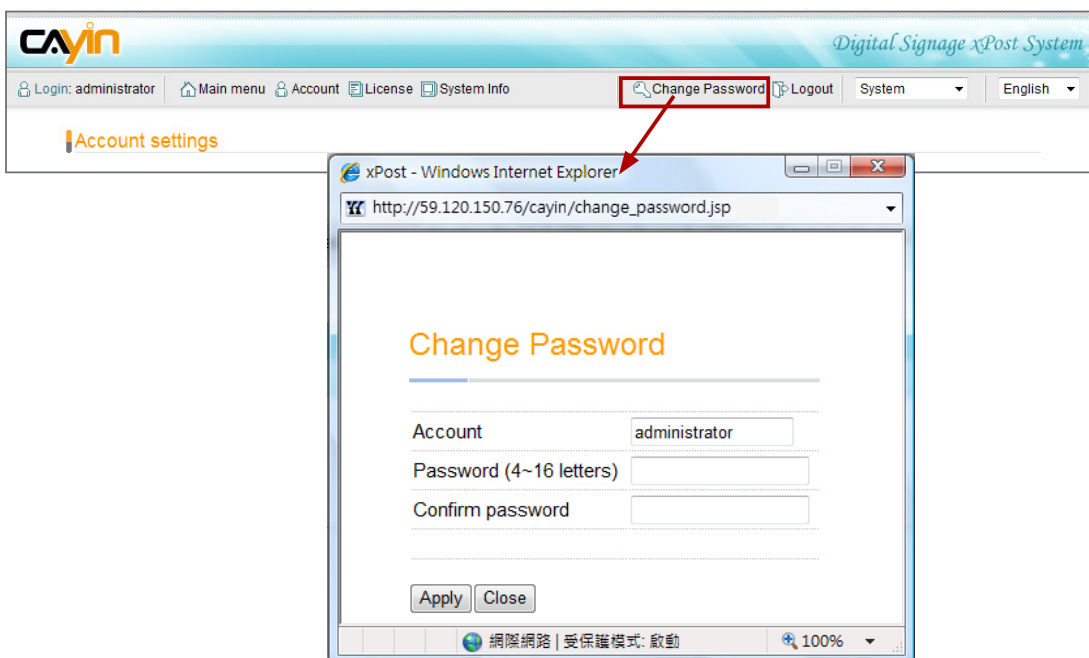 CAYIN
Digital Signage xPost System
Login: administrator Main menu Account License System Info Change Password Logout System English
Account settings
xPost - Windows Internet Explorer
http://59.120.150.76/cayin/change_password.jsp
Change Password
Account administrator
Password (4~16 letters)
Confirm password
Apply Close
網際網路 | 受保護模式: 啟動 100%